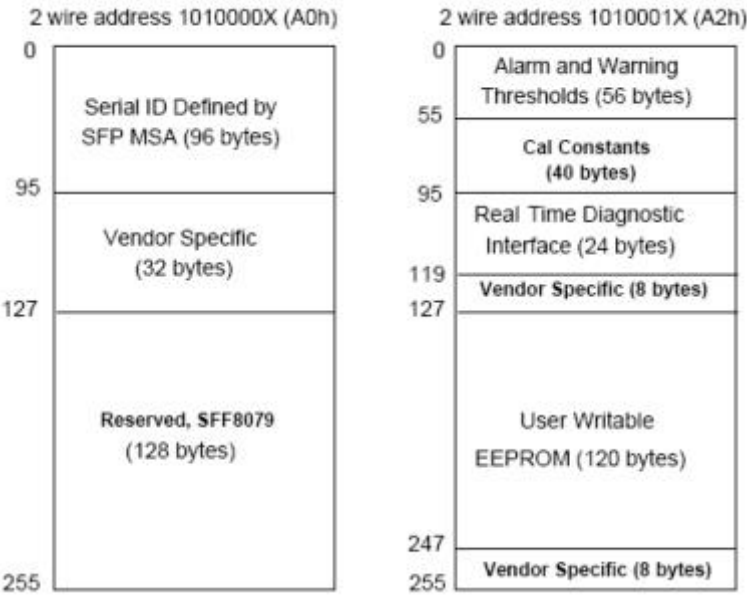 2 wire address 1010000X (A0h)
0
Serial ID Defined by
SFP MSA (96 bytes)
95
Vendor Specific
(32 bytes)
127
Reserved, SFF8079
(128 bytes)
255
2 wire address 1010001X (A2h)
0
Alarm and Warning
Thresholds (56 bytes)
55
Cal Constants
(40 bytes)
95
Real Time Diagnostic
Interface (24 bytes)
119
Vendor Specific (8 bytes)
127
User Writable
EEPROM (120 bytes)
247
Vendor Specific (8 bytes)
255